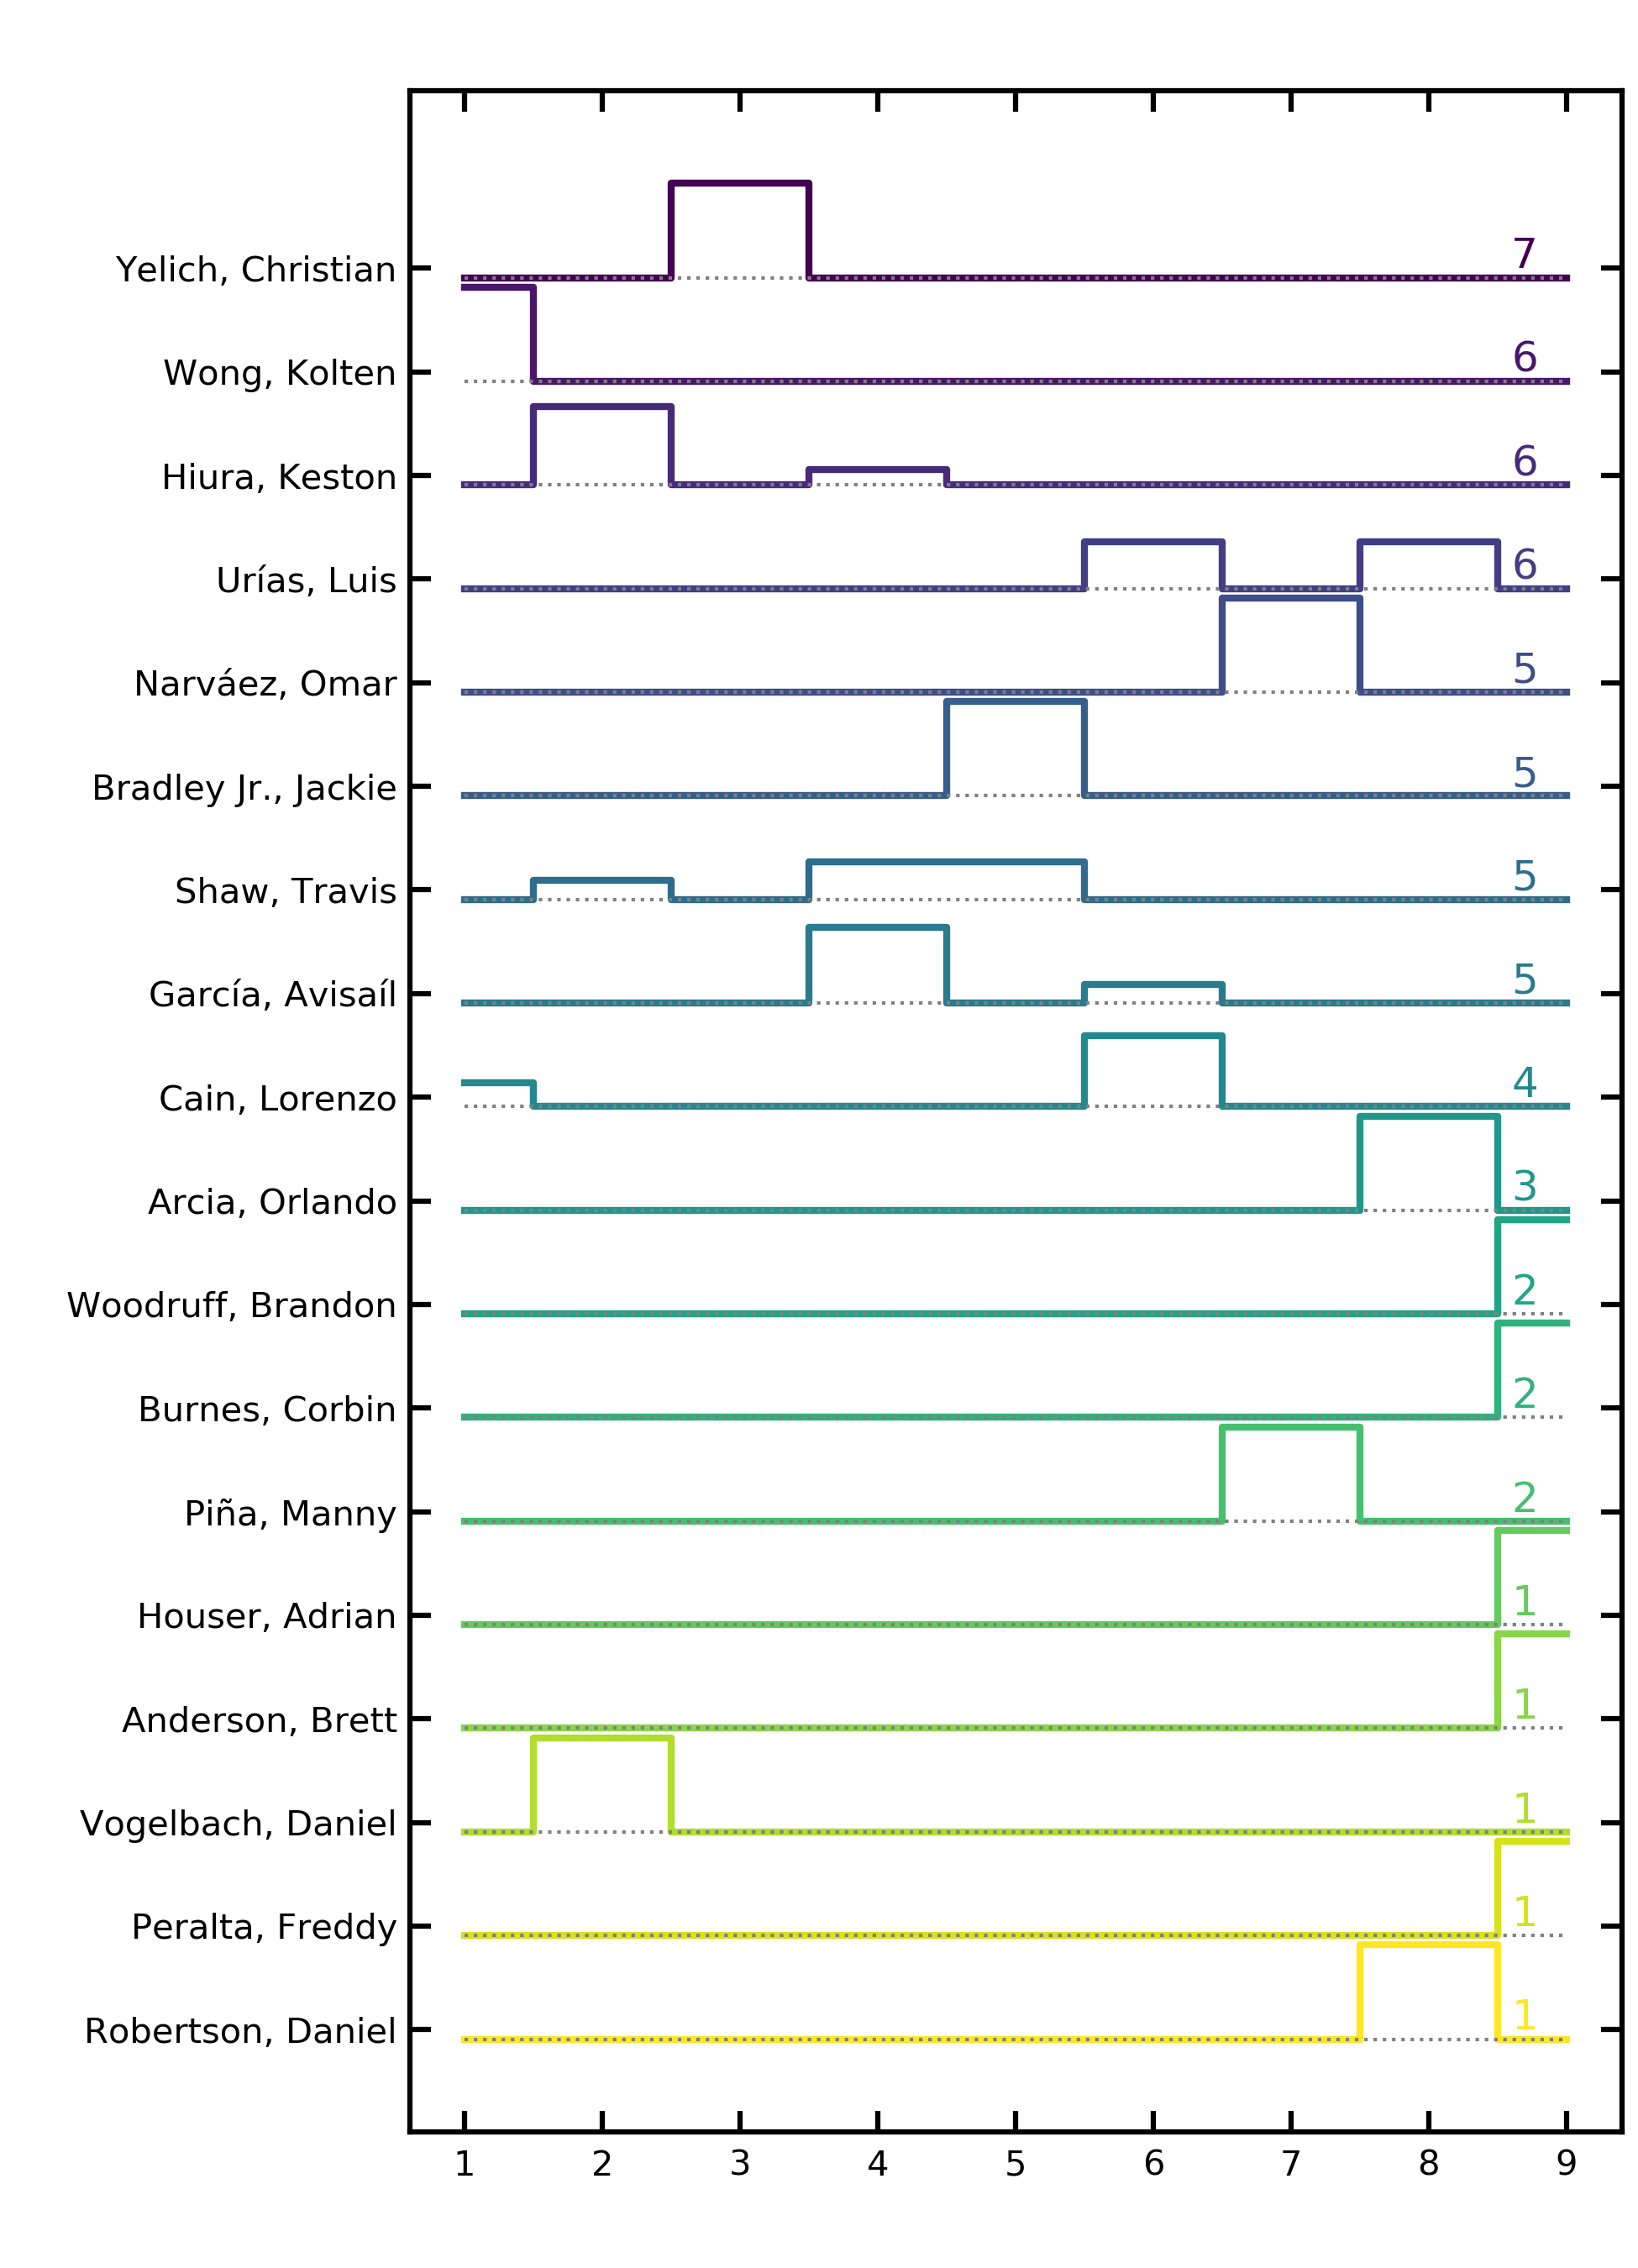 Yelich, Christian 7
Wong, Kolten 6
Hiura, Keston 6
Urías, Luis 6
Narváez, Omar 5
Bradley Jr., Jackie 5
Shaw, Travis 5
García, Avisaíl 5
Cain, Lorenzo 4
Arcia, Orlando 3
Woodruff, Brandon 2
Burnes, Corbin 2
Piña, Manny 2
Houser, Adrian 1
Anderson, Brett 1
Vogelbach, Daniel 1
Peralta, Freddy 1
Robertson, Daniel 1
1 2 3 4 5 6 7 8 9